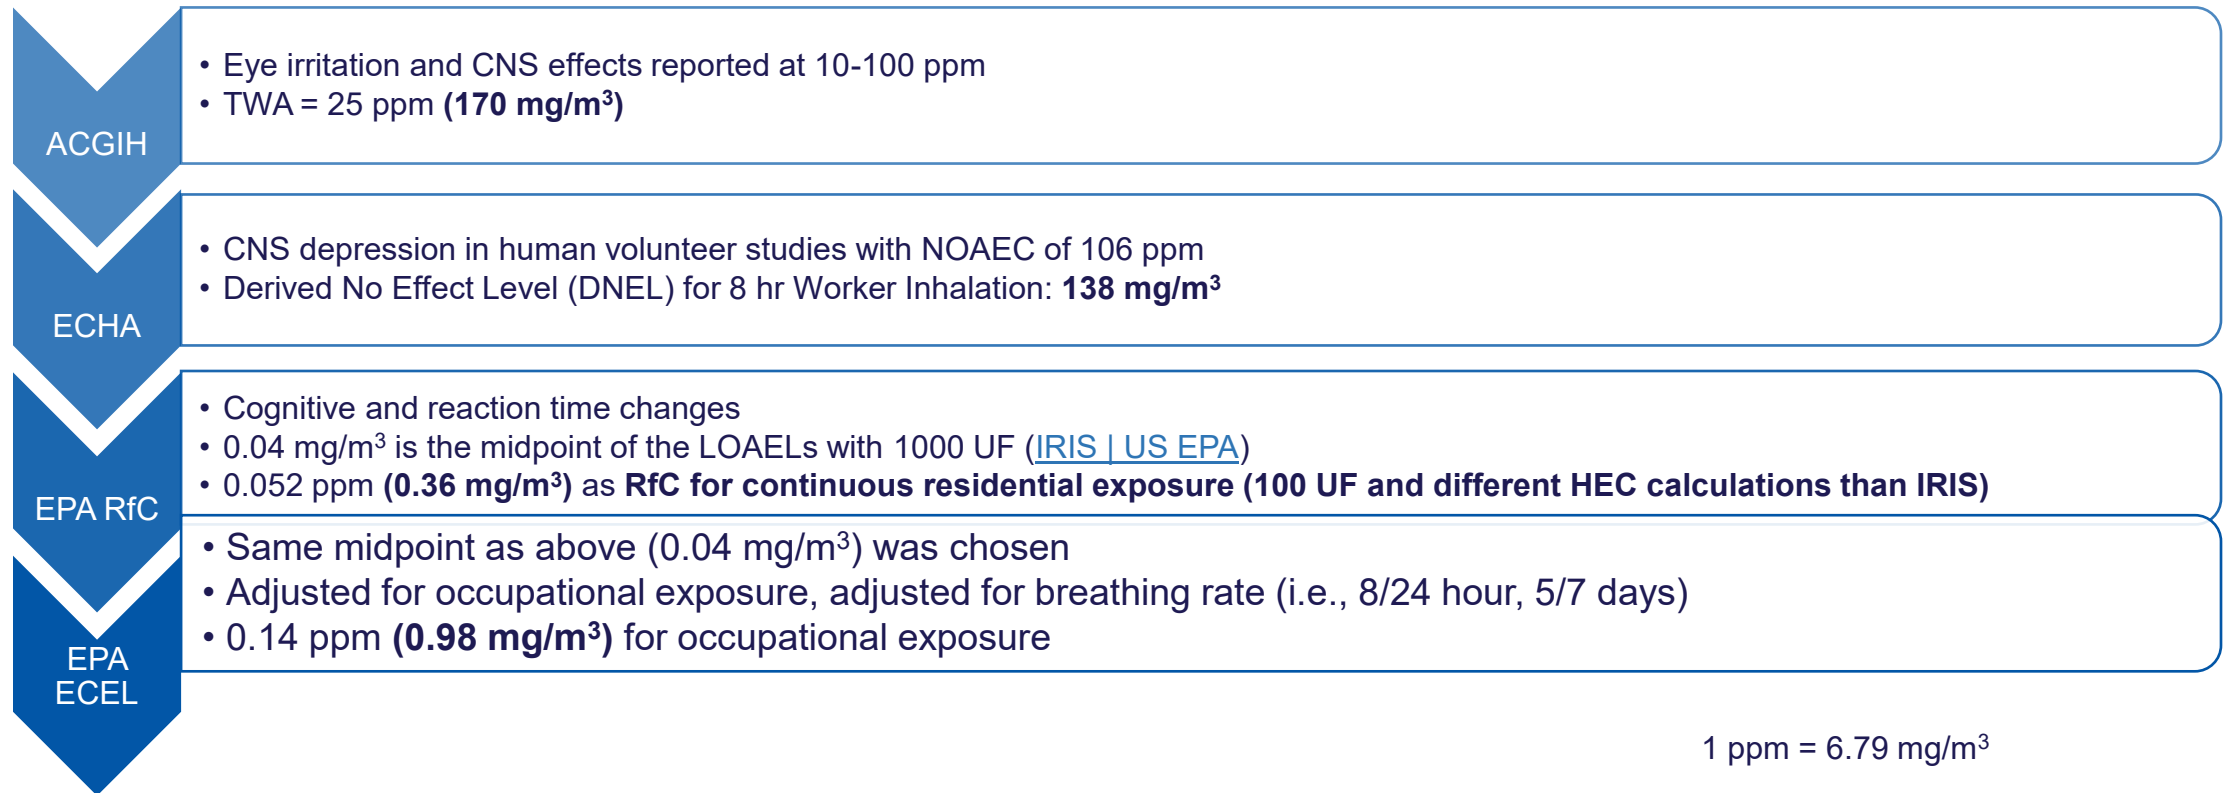 ACGIH
• Eye irritation and CNS effects reported at 10-100 ppm
• TWA = 25 ppm (170 mg/m³)
ECHA
• CNS depression in human volunteer studies with NOAEC of 106 ppm
• Derived No Effect Level (DNEL) for 8 hr Worker Inhalation: 138 mg/m³
EPA RfC
• Cognitive and reaction time changes
• 0.04 mg/m³ is the midpoint of the LOAELs with 1000 UF (IRIS | US EPA)
• 0.052 ppm (0.36 mg/m³) as RfC for continuous residential exposure (100 UF and different HEC calculations than IRIS)
EPA
ECEL
• Same midpoint as above (0.04 mg/m³) was chosen
• Adjusted for occupational exposure, adjusted for breathing rate (i.e., 8/24 hour, 5/7 days)
• 0.14 ppm (0.98 mg/m³) for occupational exposure
1 ppm = 6.79 mg/m³